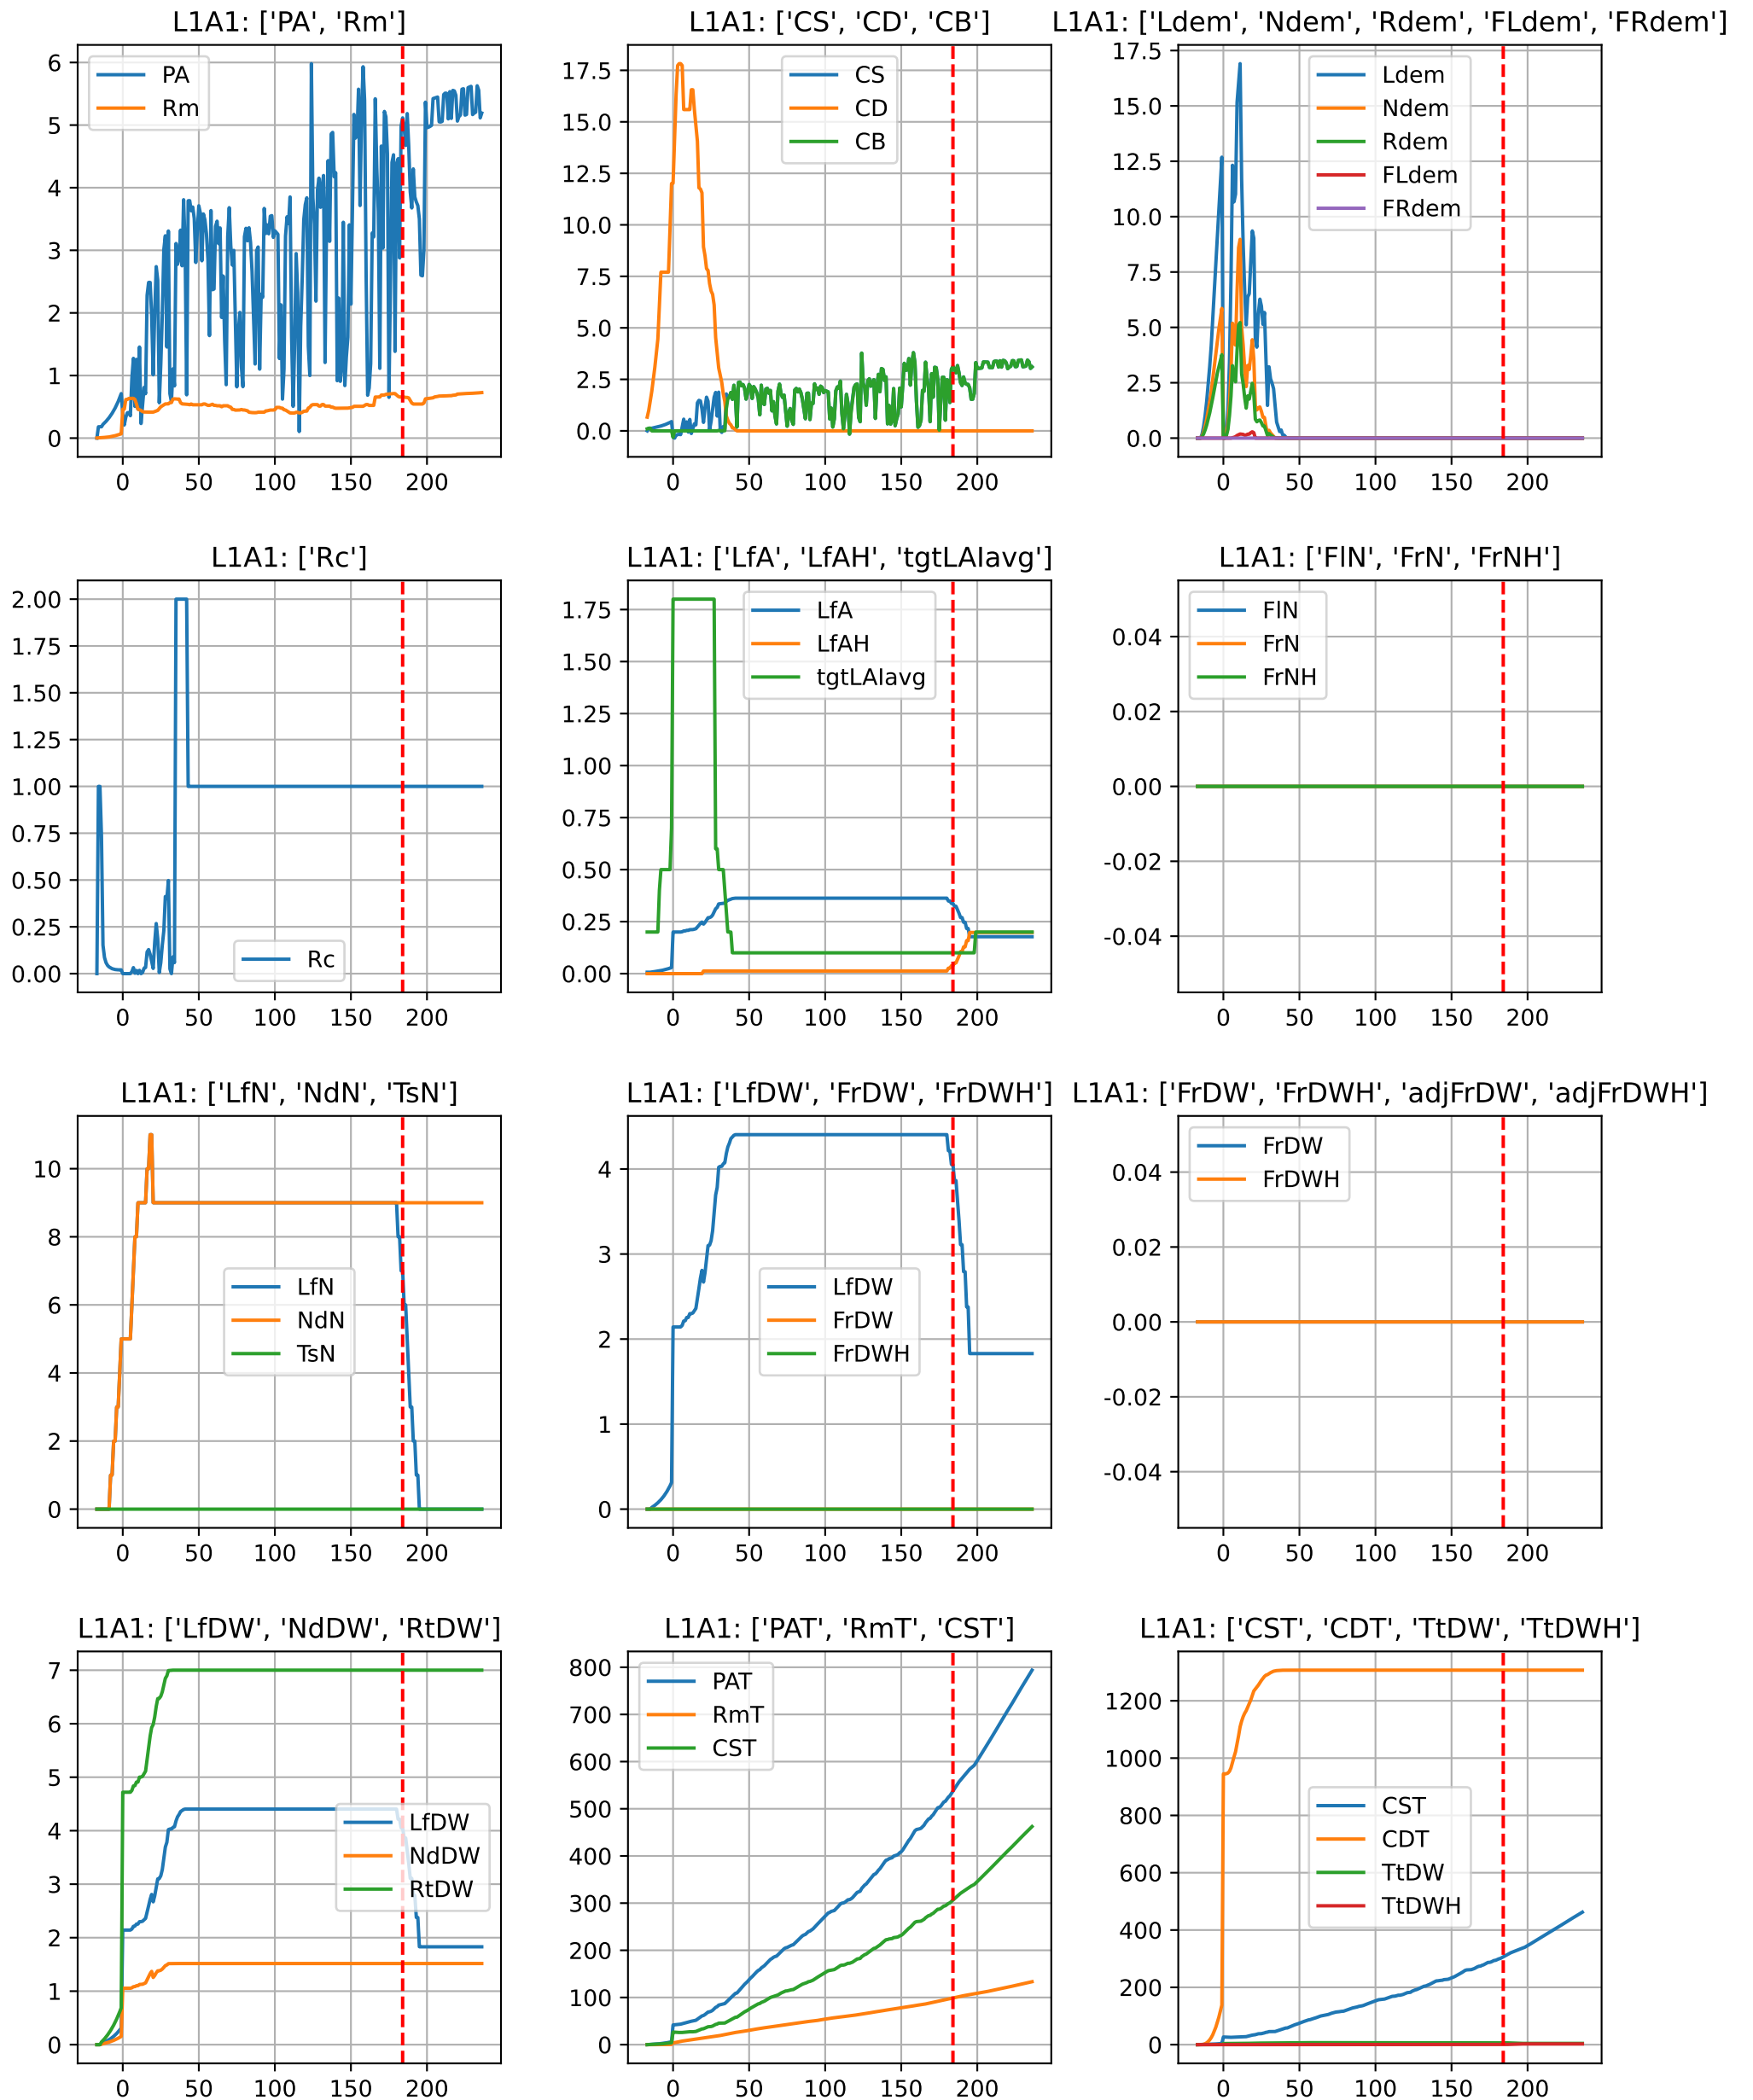 L1A1: ['PA', 'Rm']
PA
Rm
6
5
4
3
2
1
0
0 50 100 150 200
L1A1: ['CS', 'CD', 'CB']
CS
CD
CB
17.5
15.0
12.5
10.0
7.5
5.0
2.5
0.0
0 50 100 150 200
L1A1: ['Ldem', 'Ndem', 'Rdem', 'FLdem', 'FRdem']
Ldem
Ndem
Rdem
FLdem
FRdem
17.5
15.0
12.5
10.0
7.5
5.0
2.5
0.0
0 50 100 150 200
L1A1: ['Rc']
2.00
1.75
1.50
1.25
1.00
0.75
0.50
0.25
0.00
Rc
0 50 100 150 200
L1A1: ['LfA', 'LfAH', 'tgtLAIavg']
LfA
LfAH
tgtLAIavg
1.75
1.50
1.25
1.00
0.75
0.50
0.25
0.00
0 50 100 150 200
L1A1: ['FlN', 'FrN', 'FrNH']
FlN
FrN
FrNH
0.04
0.02
0.00
-0.02
-0.04
0 50 100 150 200
L1A1: ['LfN', 'NdN', 'TsN']
10
8
6
4
2
0
LfN
NdN
TsN
0 50 100 150 200
L1A1: ['LfDW', 'FrDW', 'FrDWH']
4
3
2
1
0
LfDW
FrDW
FrDWH
0 50 100 150 200
L1A1: ['FrDW', 'FrDWH', 'adjFrDW', 'adjFrDWH']
FrDW
FrDWH
0.04
0.02
0.00
-0.02
-0.04
0 50 100 150 200
L1A1: ['LfDW', 'NdDW', 'RtDW']
7
6
5
4
3
2
1
0
LfDW
NdDW
RtDW
0 50 100 150 200
L1A1: ['PAT', 'RmT', 'CST']
PAT
RmT
CST
800
700
600
500
400
300
200
100
0
0 50 100 150 200
L1A1: ['CST', 'CDT', 'TtDW', 'TtDWH']
1200
1000
800
600
400
200
0
CST
CDT
TtDW
TtDWH
0 50 100 150 200